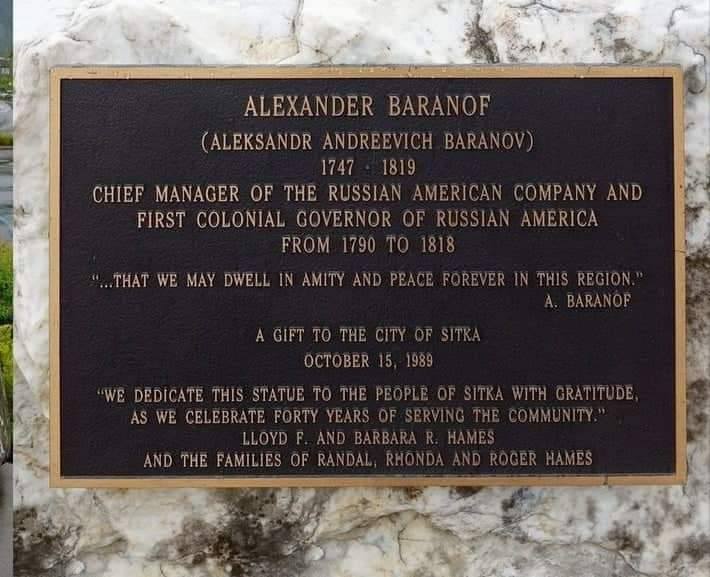 ALEXANDER BARANOF
(ALEKSANDR ANDREEVICH BARANOV)
1747 - 1819
CHIEF MANAGER OF THE RUSSIAN AMERICAN COMPANY AND
FIRST COLONIAL GOVERNOR OF RUSSIAN AMERICA
FROM 1790 TO 1818
"...THAT WE MAY DWELL IN AMITY AND PEACE FOREVER IN THIS REGION."
A. BARANOF
A GIFT TO THE CITY OF SITKA
OCTOBER 15, 1989
"WE DEDICATE THIS STATUE TO THE PEOPLE OF SITKA WITH GRATITUDE,
AS WE CELEBRATE FORTY YEARS OF SERVING THE COMMUNITY."
LLOYD F. AND BARBARA R. HAMES
AND THE FAMILIES OF RANDAL, RHONDA AND ROGER HAMES